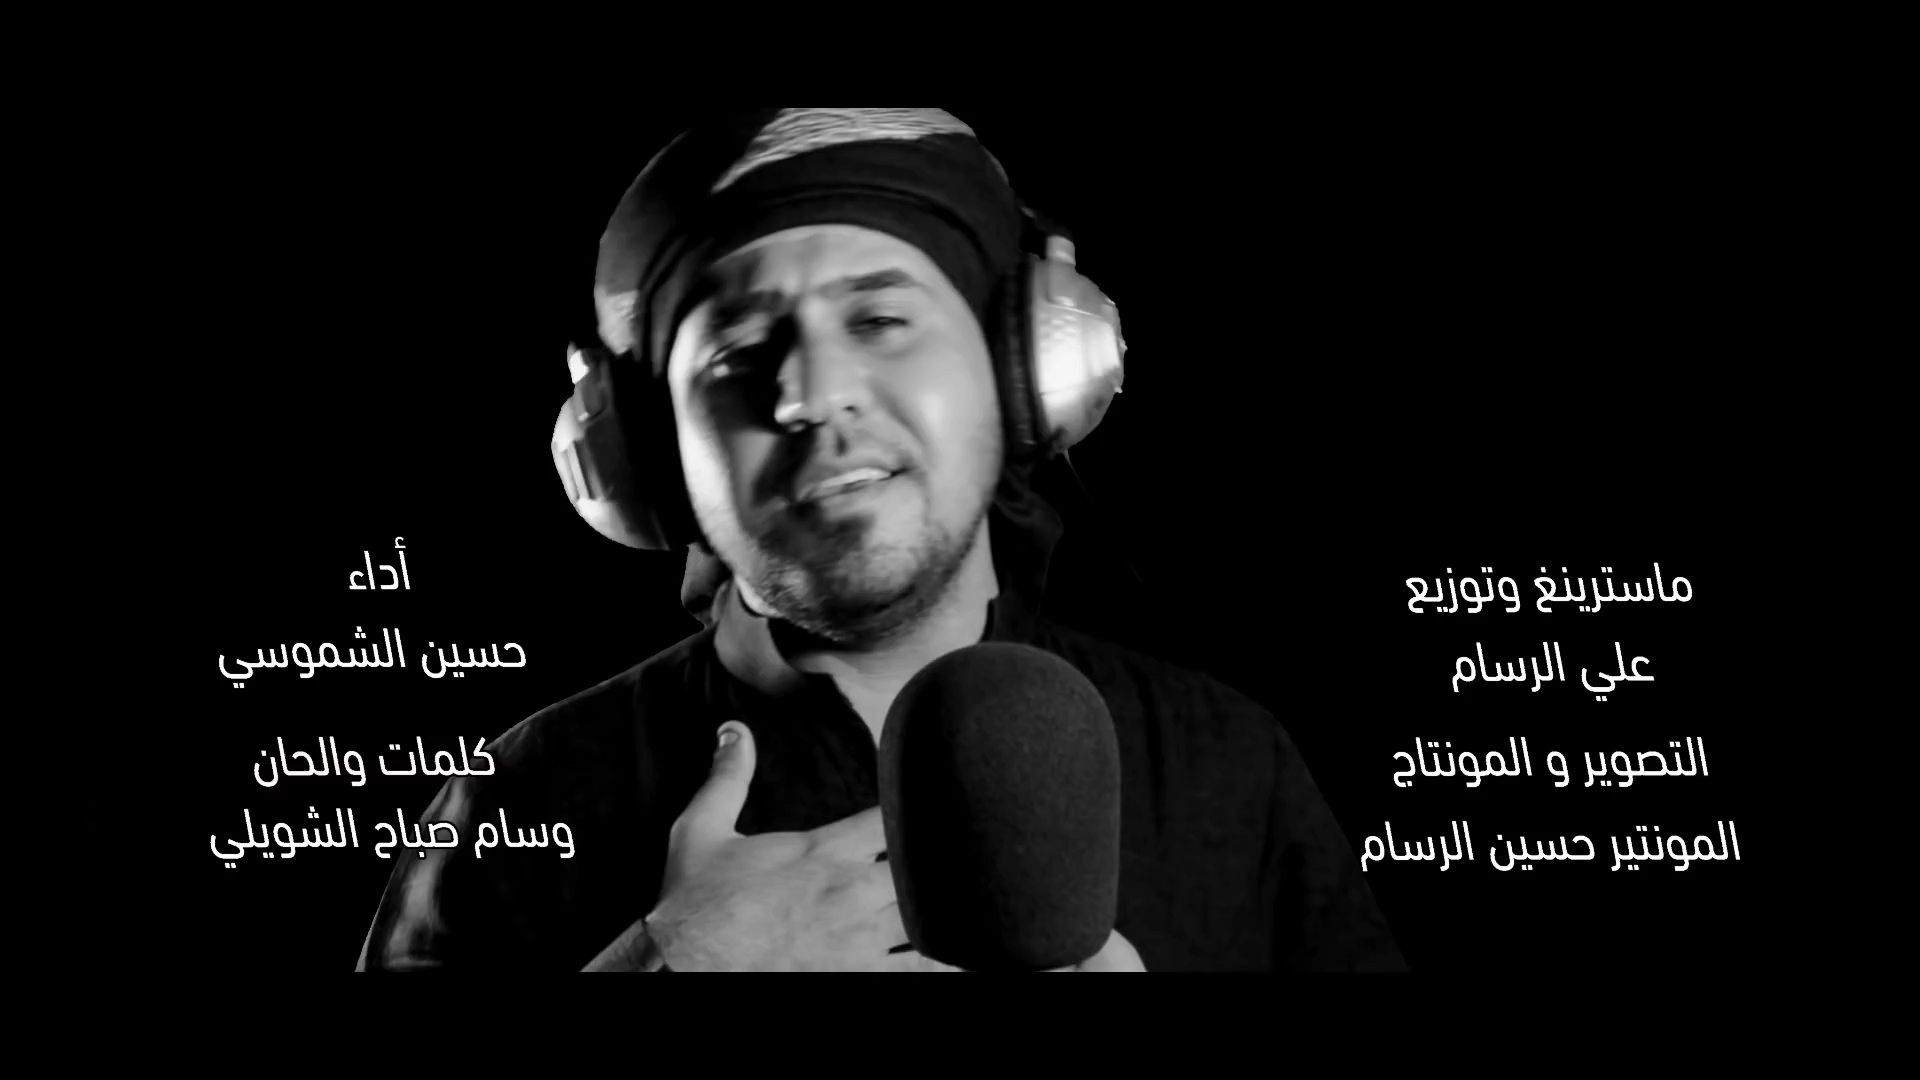 أداء
حسين الشموسي
كلمات والحان
وسام صباح الشويلي
ماسترينغ وتوزيع
علي الرسام
التصوير و المونتاج
المونتير حسين الرسام